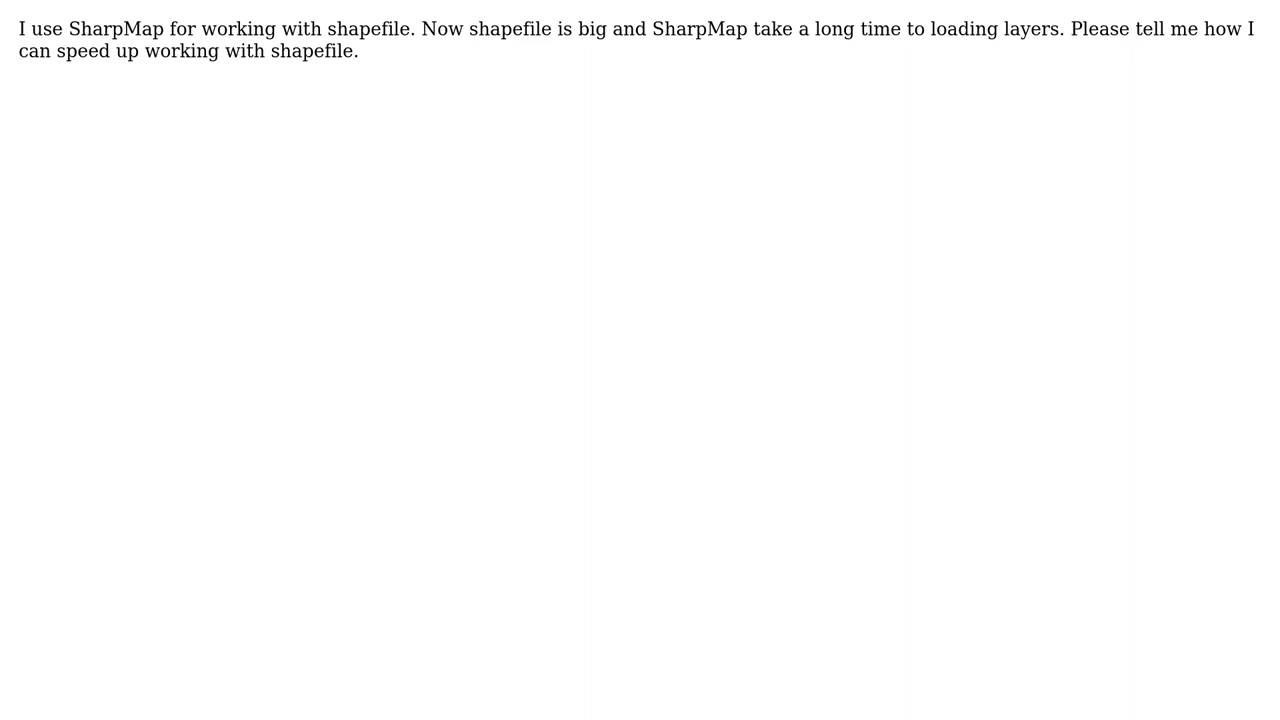 I use SharpMap for working with shapefile. Now shapefile is big and SharpMap take a long time to loading layers. Please tell me how I
can speed up working with shapefile.